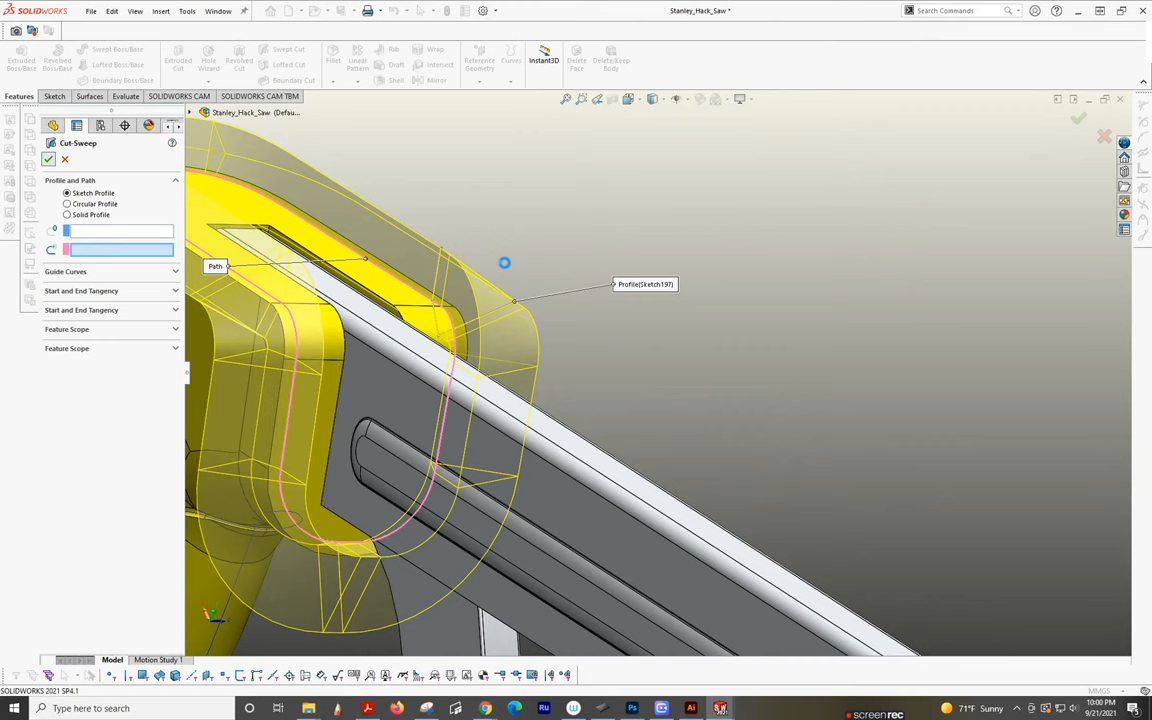 SOLIDWORKS File Edit View Insert Tools Window Stanley_Hack_Saw * Search Commands
Extruded Boss/Base
Revolved Boss/Base
Swept Boss/Base
Lofted Boss/Base
Boundary Boss/Base
Extruded Cut
Hole Wizard
Revolved Cut
Swept Cut
Lofted Cut
Boundary Cut
Fillet
Linear Pattern
Rib
Draft
Shell
Wrap
Intersect
Mirror
Reference Geometry
Curves
Instant3D
Delete Face
Delete/Keep Body
Features Sketch Surfaces Evaluate SOLIDWORKS CAM SOLIDWORKS CAM TBM
Stanley_Hack_Saw (Defau...
Cut-Sweep
Profile and Path
Sketch Profile
Circular Profile
Solid Profile
Guide Curves
Start and End Tangency
Start and End Tangency
Feature Scope
Feature Scope
Path
Profile(Sketch197)
Model Motion Study 1
SOLIDWORKS 2021 SP4.1 MMGS
Type here to search
71°F Sunny
10:00 PM
9/21/2021
screenrec